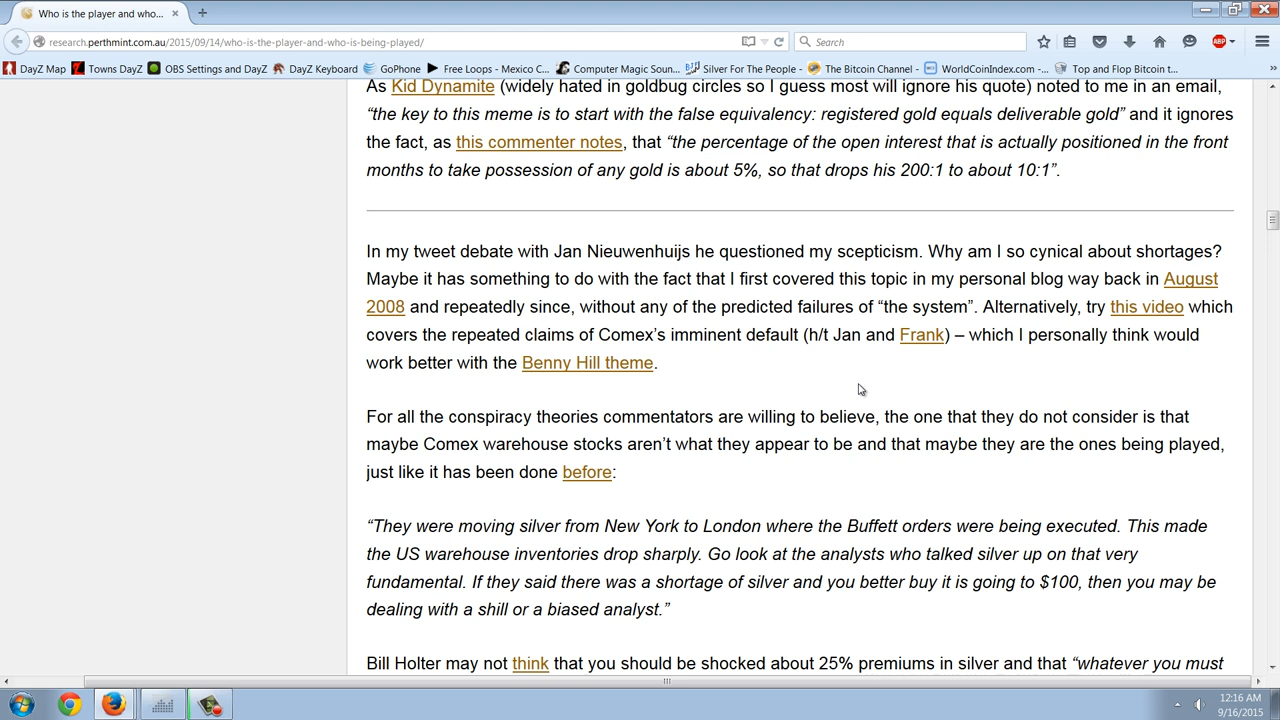 Who is the player and who...
research.perthmint.com.au/2015/09/14/who-is-the-player-and-who-is-being-played/
Search
ABP
DayZ Map Towns DayZ OBS Settings and DayZ DayZ Keyboard GoPhone Free Loops - Music C... Computer Magic Soun... Silver For The People - The Bitcoin Channel - WorldCoinIndex.com -... Top and Flop Bitcoin t...
As Kid Dynamite (widely hated in goldbug circles so I guess most will ignore his quote) noted to me in an email,
“the key to this meme is to start with the false equivalency: registered gold equals deliverable gold” and it ignores
the fact, as this commenter notes, that “the percentage of the open interest that is actually positioned in the front
months to take possession of any gold is about 5%, so that drops his 200:1 to about 10:1”.
In my tweet debate with Jan Nieuwenhuijs he questioned my scepticism. Why am I so cynical about shortages?
Maybe it has something to do with the fact that I first covered this topic in my personal blog way back in August
2008 and repeatedly since, without any of the predicted failures of “the system”. Alternatively, try this video which
covers the repeated claims of Comex’s imminent default (h/t Jan and Frank) – which I personally think would
work better with the Benny Hill theme.
For all the conspiracy theories commentators are willing to believe, the one that they do not consider is that
maybe Comex warehouse stocks aren’t what they appear to be and that maybe they are the ones being played,
just like it has been done before:
“They were moving silver from New York to London where the Buffett orders were being executed. This made
the US warehouse inventories drop sharply. Go look at the analysts who talked silver up on that very
fundamental. If they said there was a shortage of silver and you better buy it is going to $100, then you may be
dealing with a shill or a biased analyst.”
Bill Holter may not think that you should be shocked about 25% premiums in silver and that “whatever you must
12:16 AM
9/16/2015